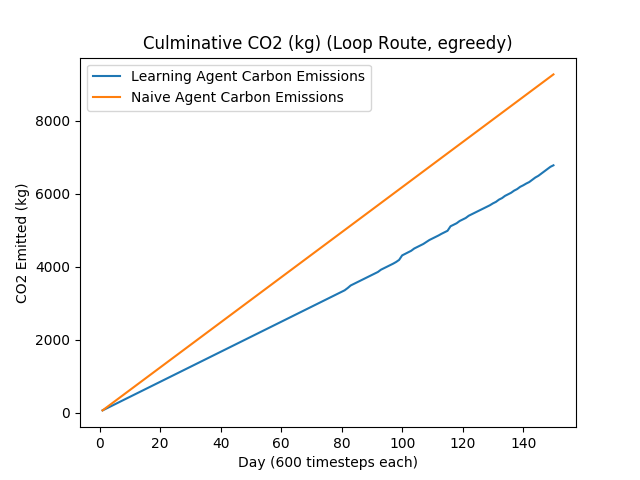 Culminative CO2 (kg) (Loop Route, egreedy)
Learning Agent Carbon Emissions
Naive Agent Carbon Emissions
CO2 Emitted (kg)
8000
6000
4000
2000
0
0 20 40 60 80 100 120 140
Day (600 timesteps each)